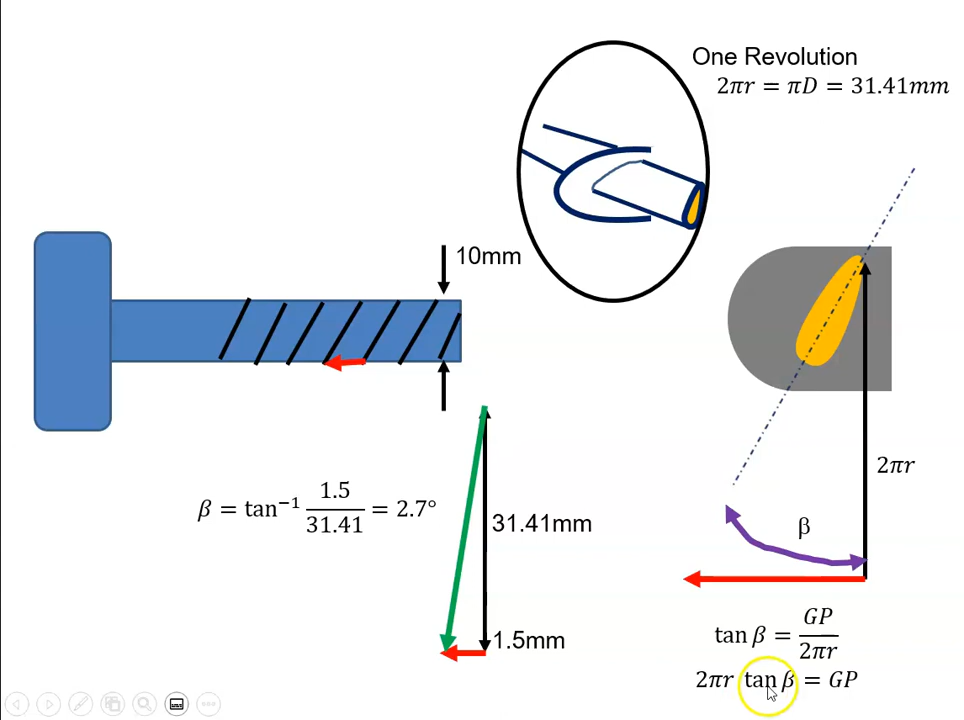 One Revolution
2πr = πD = 31.41mm
10mm
2πr
β = tan⁻¹ 1.5/31.41 = 2.7°
31.41mm
β
1.5mm
tan β = GP/2πr
2πr tan β = GP